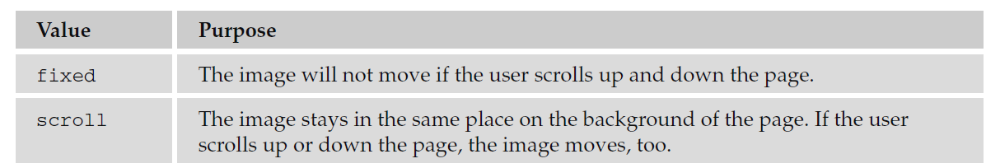 Value Purpose
fixed The image will not move if the user scrolls up and down the page.
scroll The image stays in the same place on the background of the page. If the user
scrolls up or down the page, the image moves, too.